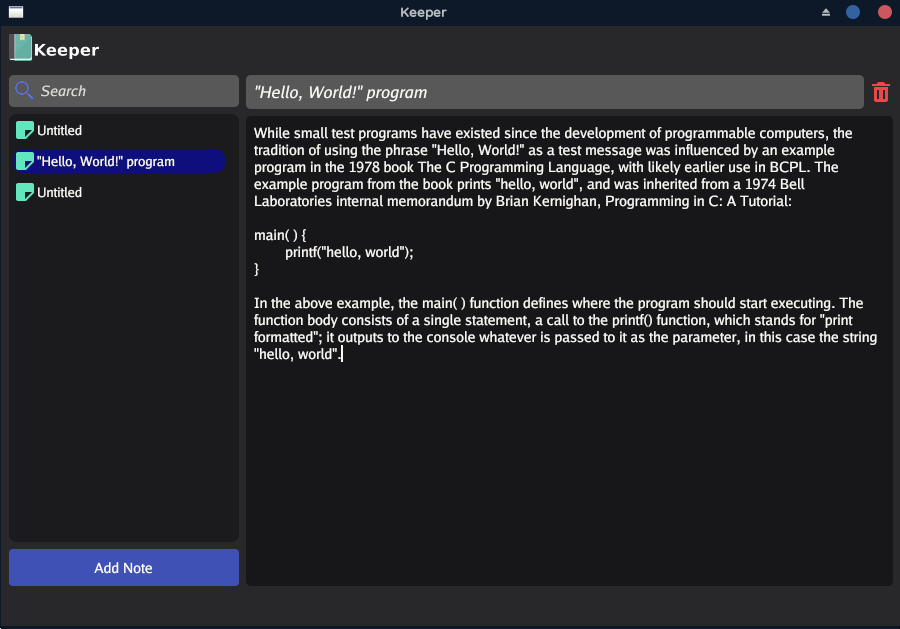 Keeper
Keeper
Search
Untitled
"Hello, World!" program
Untitled
Add Note
"Hello, World!" program
While small test programs have existed since the development of programmable computers, the
tradition of using the phrase "Hello, World!" as a test message was influenced by an example
program in the 1978 book The C Programming Language, with likely earlier use in BCPL. The
example program from the book prints "hello, world", and was inherited from a 1974 Bell
Laboratories internal memorandum by Brian Kernighan, Programming in C: A Tutorial:
main( ) {
printf("hello, world");
}
In the above example, the main( ) function defines where the program should start executing. The
function body consists of a single statement, a call to the printf() function, which stands for "print
formatted"; it outputs to the console whatever is passed to it as the parameter, in this case the string
"hello, world".